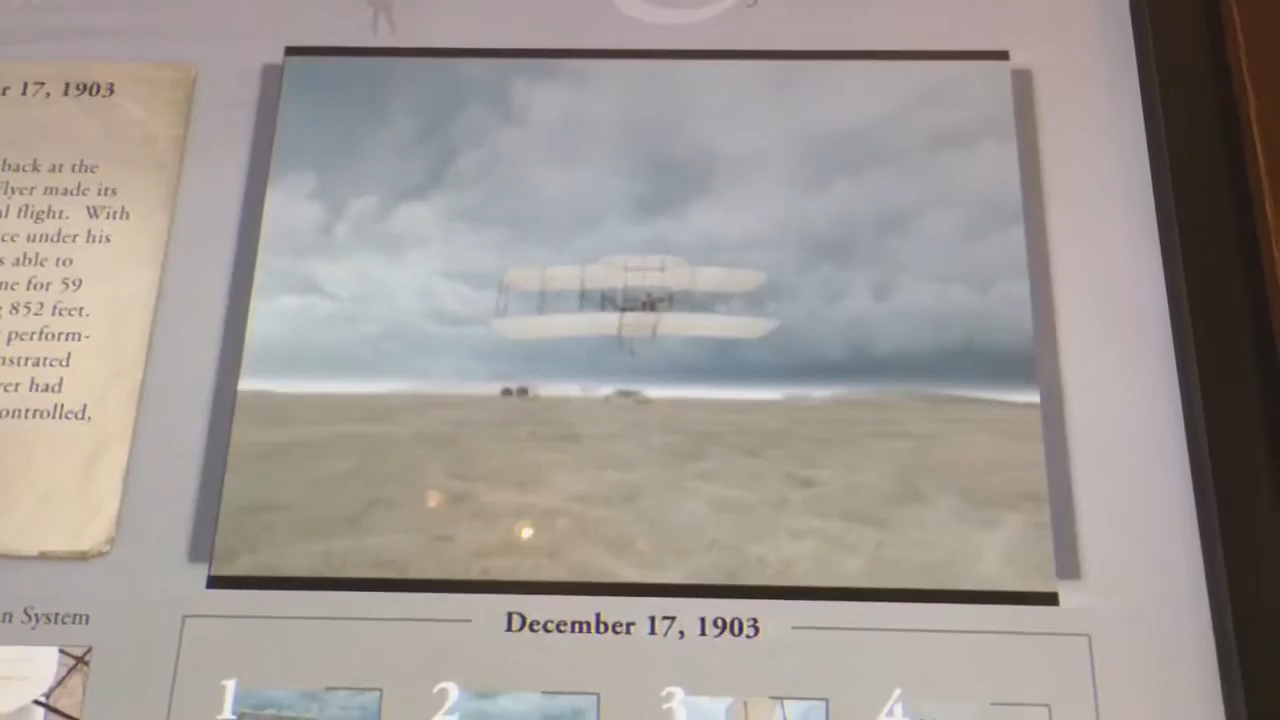 r 17, 1903
back at the
Flyer made its
l flight. With
ce under his
s able to
ne for 59
852 feet.
perform-
nstrated
er had
ontrolled,
n System
December 17, 1903
1 2 3 4